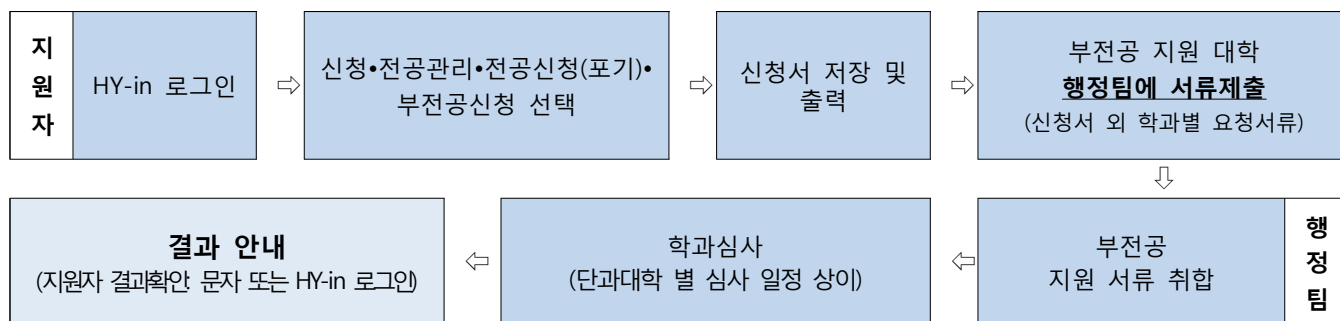 지
원
자
HY-in 로그인
⇨
신청•전공관리•전공신청(포기)•
부전공신청 선택
⇨
신청서 저장 및
출력
⇨
부전공 지원 대학
행정팀에 서류제출
(신청서 외 학과별 요청서류)
⇩
행
정
팀
부전공
지원 서류 취합
⇦
학과심사
(단과대학 별 심사 일정 상이)
⇦
결과 안내
(지원자 결과확인: 문자 또는 HY-in 로그인)